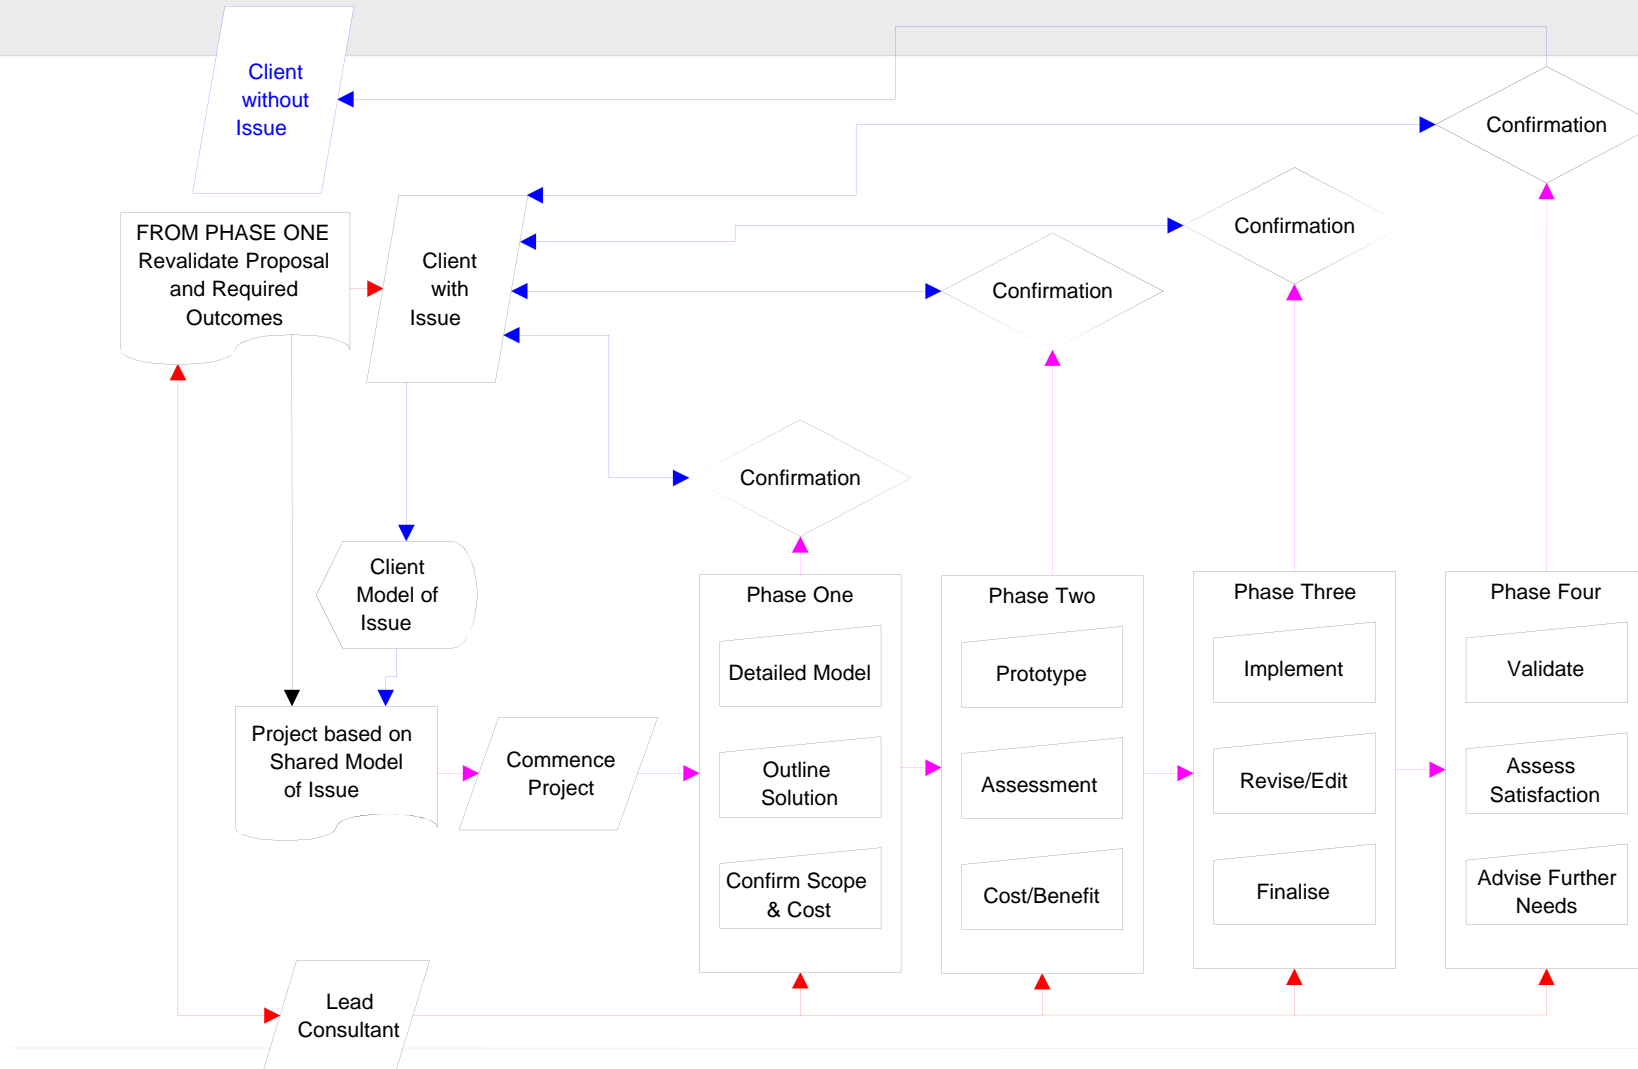 Client
without
Issue
Confirmation
FROM PHASE ONE
Revalidate Proposal
and Required
Outcomes
Client
with
Issue
Confirmation
Confirmation
Confirmation
Client
Model of
Issue
Project based on
Shared Model
of Issue
Commence
Project
Phase One
Detailed Model
Outline
Solution
Confirm Scope
& Cost
Phase Two
Prototype
Assessment
Cost/Benefit
Phase Three
Implement
Revise/Edit
Finalise
Phase Four
Validate
Assess
Satisfaction
Advise Further
Needs
Lead
Consultant